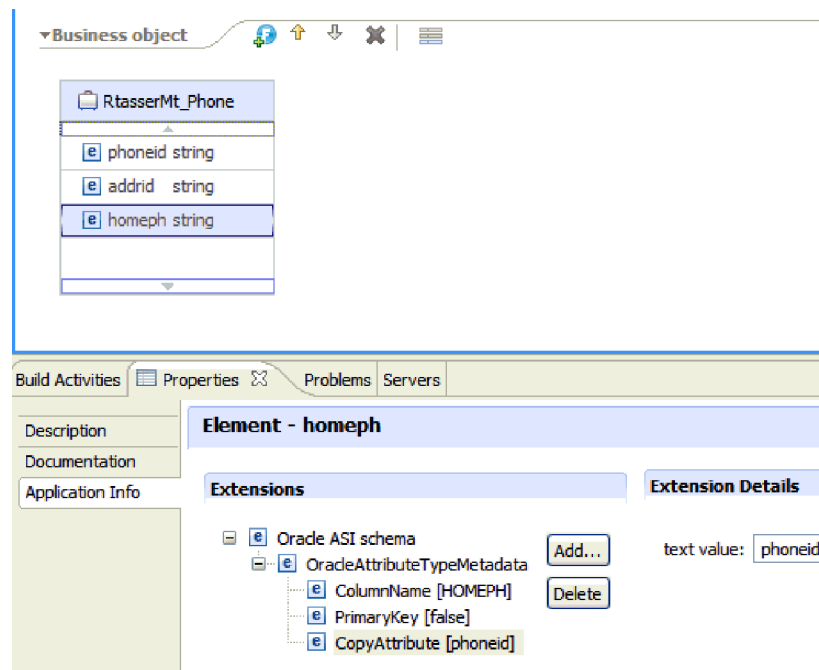 Business object
RtasserMt_Phone
e phoneid string
e addrid string
e homeph string
Build Activities Properties Problems Servers
Description
Documentation
Application Info
Element - homeph
Extensions
e Oracle ASI schema
e OracleAttributeTypeMetadata
e ColumnName [HOMEPH]
e PrimaryKey [false]
e CopyAttribute [phoneid]
Add...
Delete
Extension Details
text value: phoneid